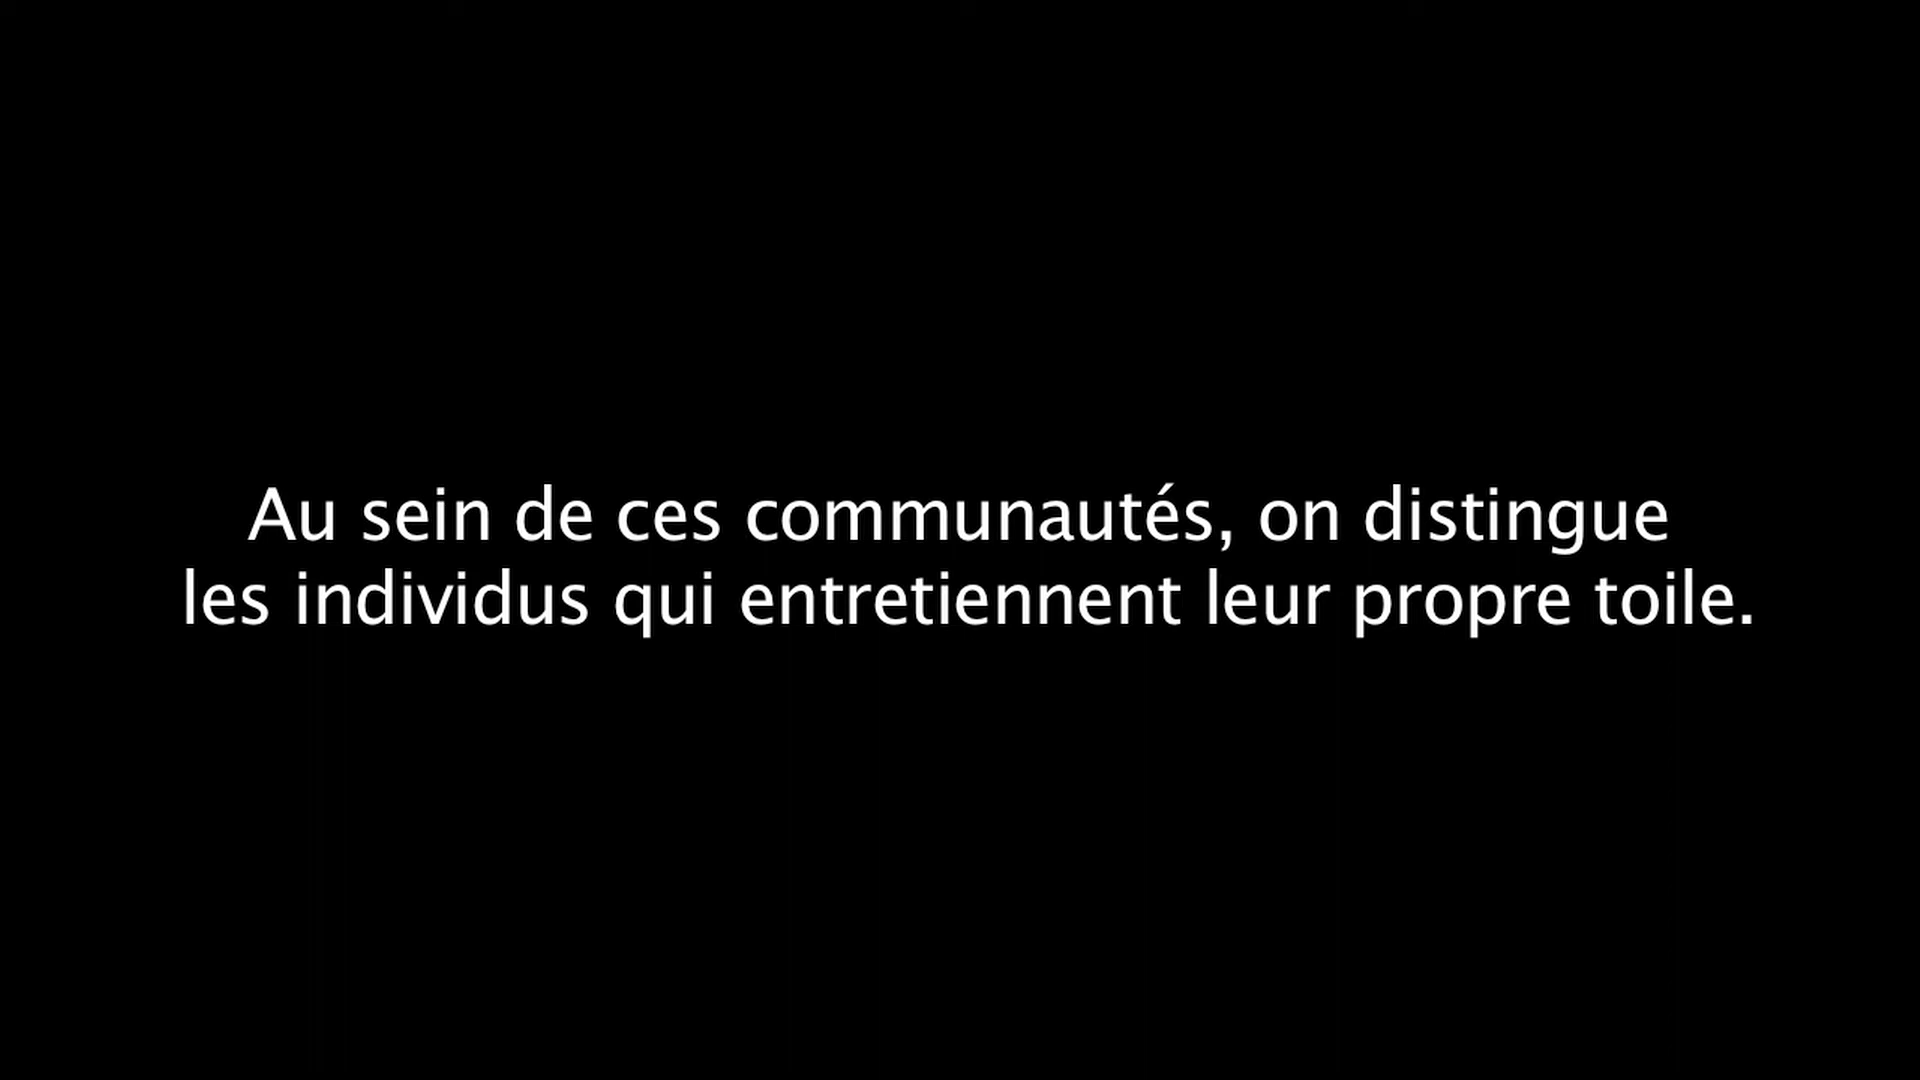 Au sein de ces communautés, on distingue
les individus qui entretiennent leur propre toile.